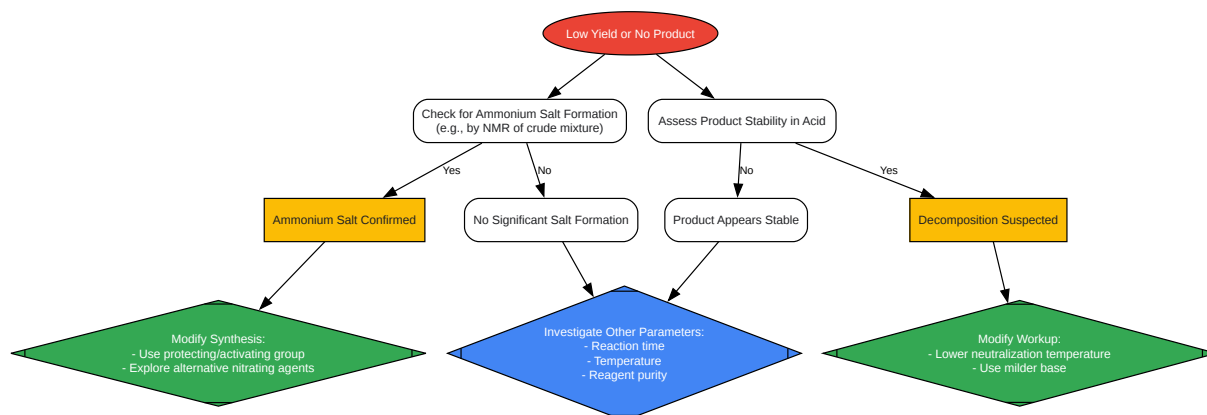 Low Yield or No Product
Check for Ammonium Salt Formation
(e.g., by NMR of crude mixture)
Assess Product Stability in Acid
Yes
No
No
Yes
Ammonium Salt Confirmed
No Significant Salt Formation
Product Appears Stable
Decomposition Suspected
Modify Synthesis:
- Use protecting/activating group
- Explore alternative nitrating agents
Investigate Other Parameters:
- Reaction time
- Temperature
- Reagent purity
Modify Workup:
- Lower neutralization temperature
- Use milder base